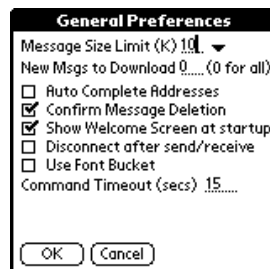 General Preferences
Message Size Limit (K) 10
New Msgs to Download 0 (0 for all)
Auto Complete Addresses
Confirm Message Deletion
Show Welcome Screen at startup
Disconnect after send/receive
Use Font Bucket
Command Timeout (secs) 15
OK Cancel